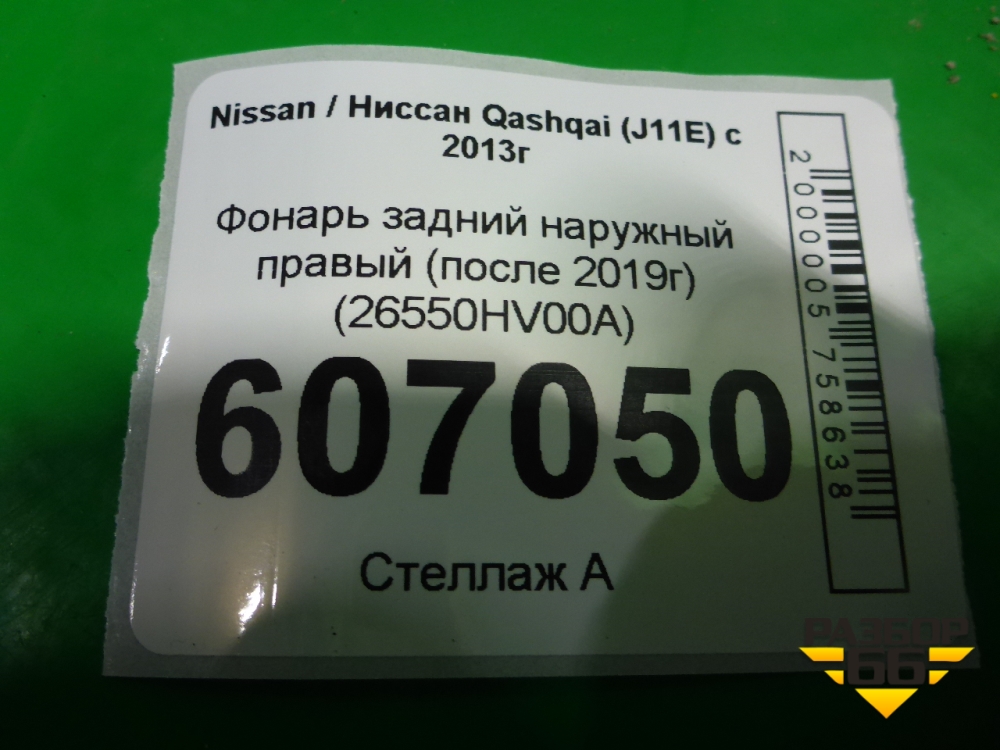 Nissan / Ниссан Qashqai (J11E) с
2013г
Фонарь задний наружный
правый (после 2019г)
(26550HV00A)
607050
Стеллаж А
2000005758638
РАЗБОР
66